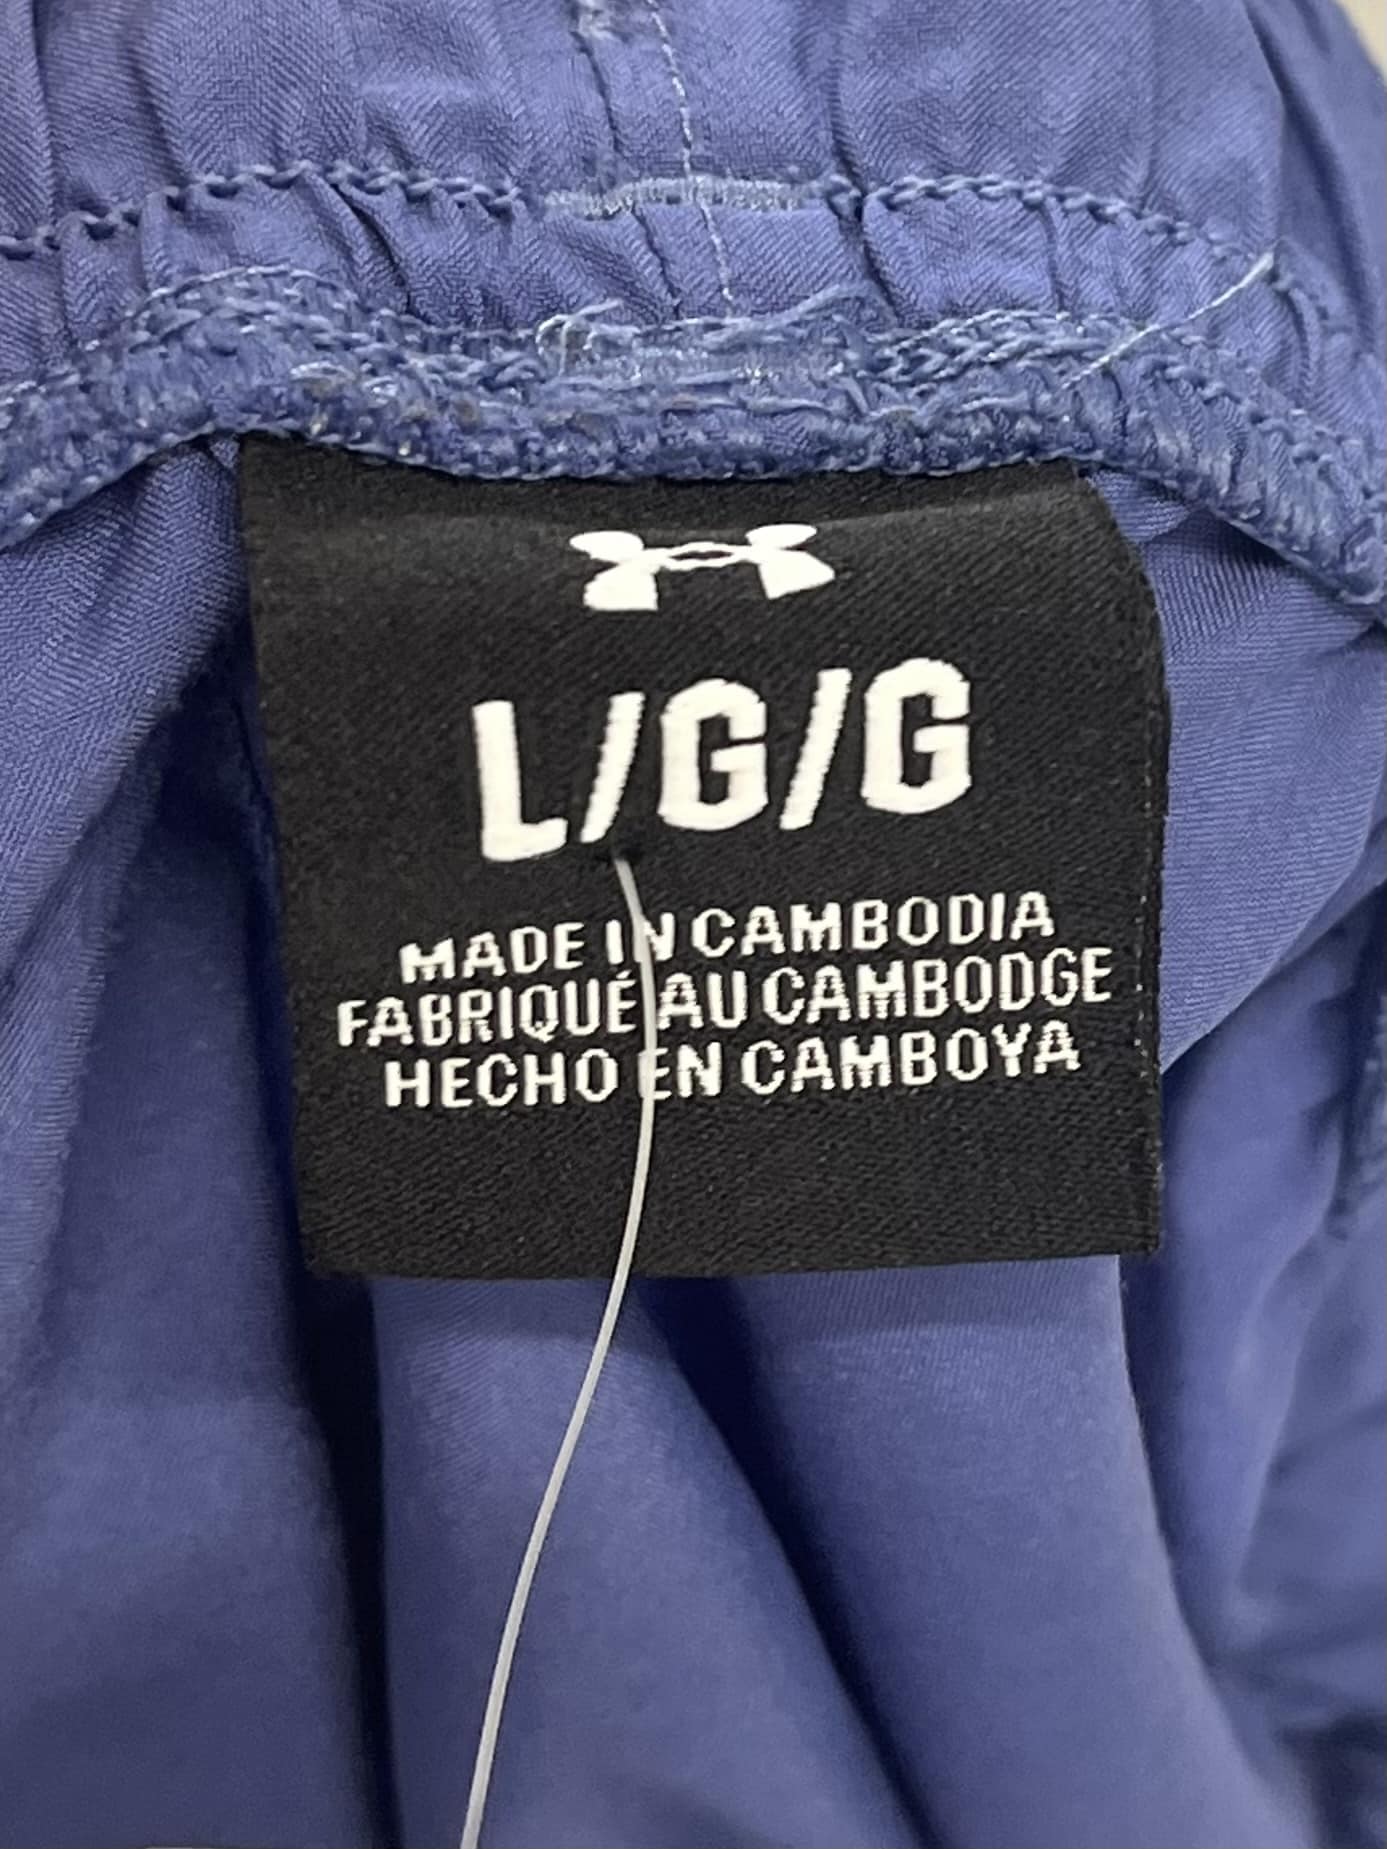 L/G/G
MADE IN CAMBODIA
FABRIQUÉ AU CAMBODGE
HECHO EN CAMBOYA